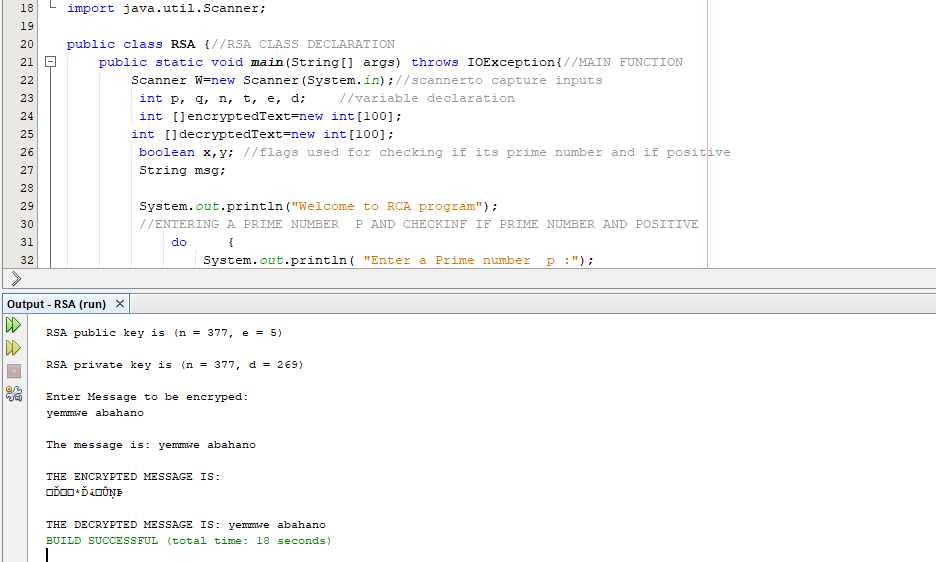 18 import java.util.Scanner;
19
20 public class RSA {//RSA CLASS DECLARATION
21 public static void main(String[] args) throws IOException{//MAIN FUNCTION
22 Scanner W=new Scanner(System.in);//scannerto capture inputs
23 int p, q, n, t, e, d; //variable declaration
24 int []encryptedText=new int[100];
25 int []decryptedText=new int[100];
26 boolean x,y; //flags used for checking if its prime number and if positive
27 String msg;
28
29 System.out.println("Welcome to RCA program");
30 //ENTERING A PRIME NUMBER P AND CHECKINF IF PRIME NUMBER AND POSITIVE
31 do {
32 System.out.println( "Enter a Prime number p :");
Output - RSA (run)
RSA public key is (n = 377, e = 5)
RSA private key is (n = 377, d = 269)
Enter Message to be encryped:
yemmwe abahano
The message is: yemmwe abahano
THE ENCRYPTED MESSAGE IS:
THE DECRYPTED MESSAGE IS: yemmwe abahano
BUILD SUCCESSFUL (total time: 18 seconds)